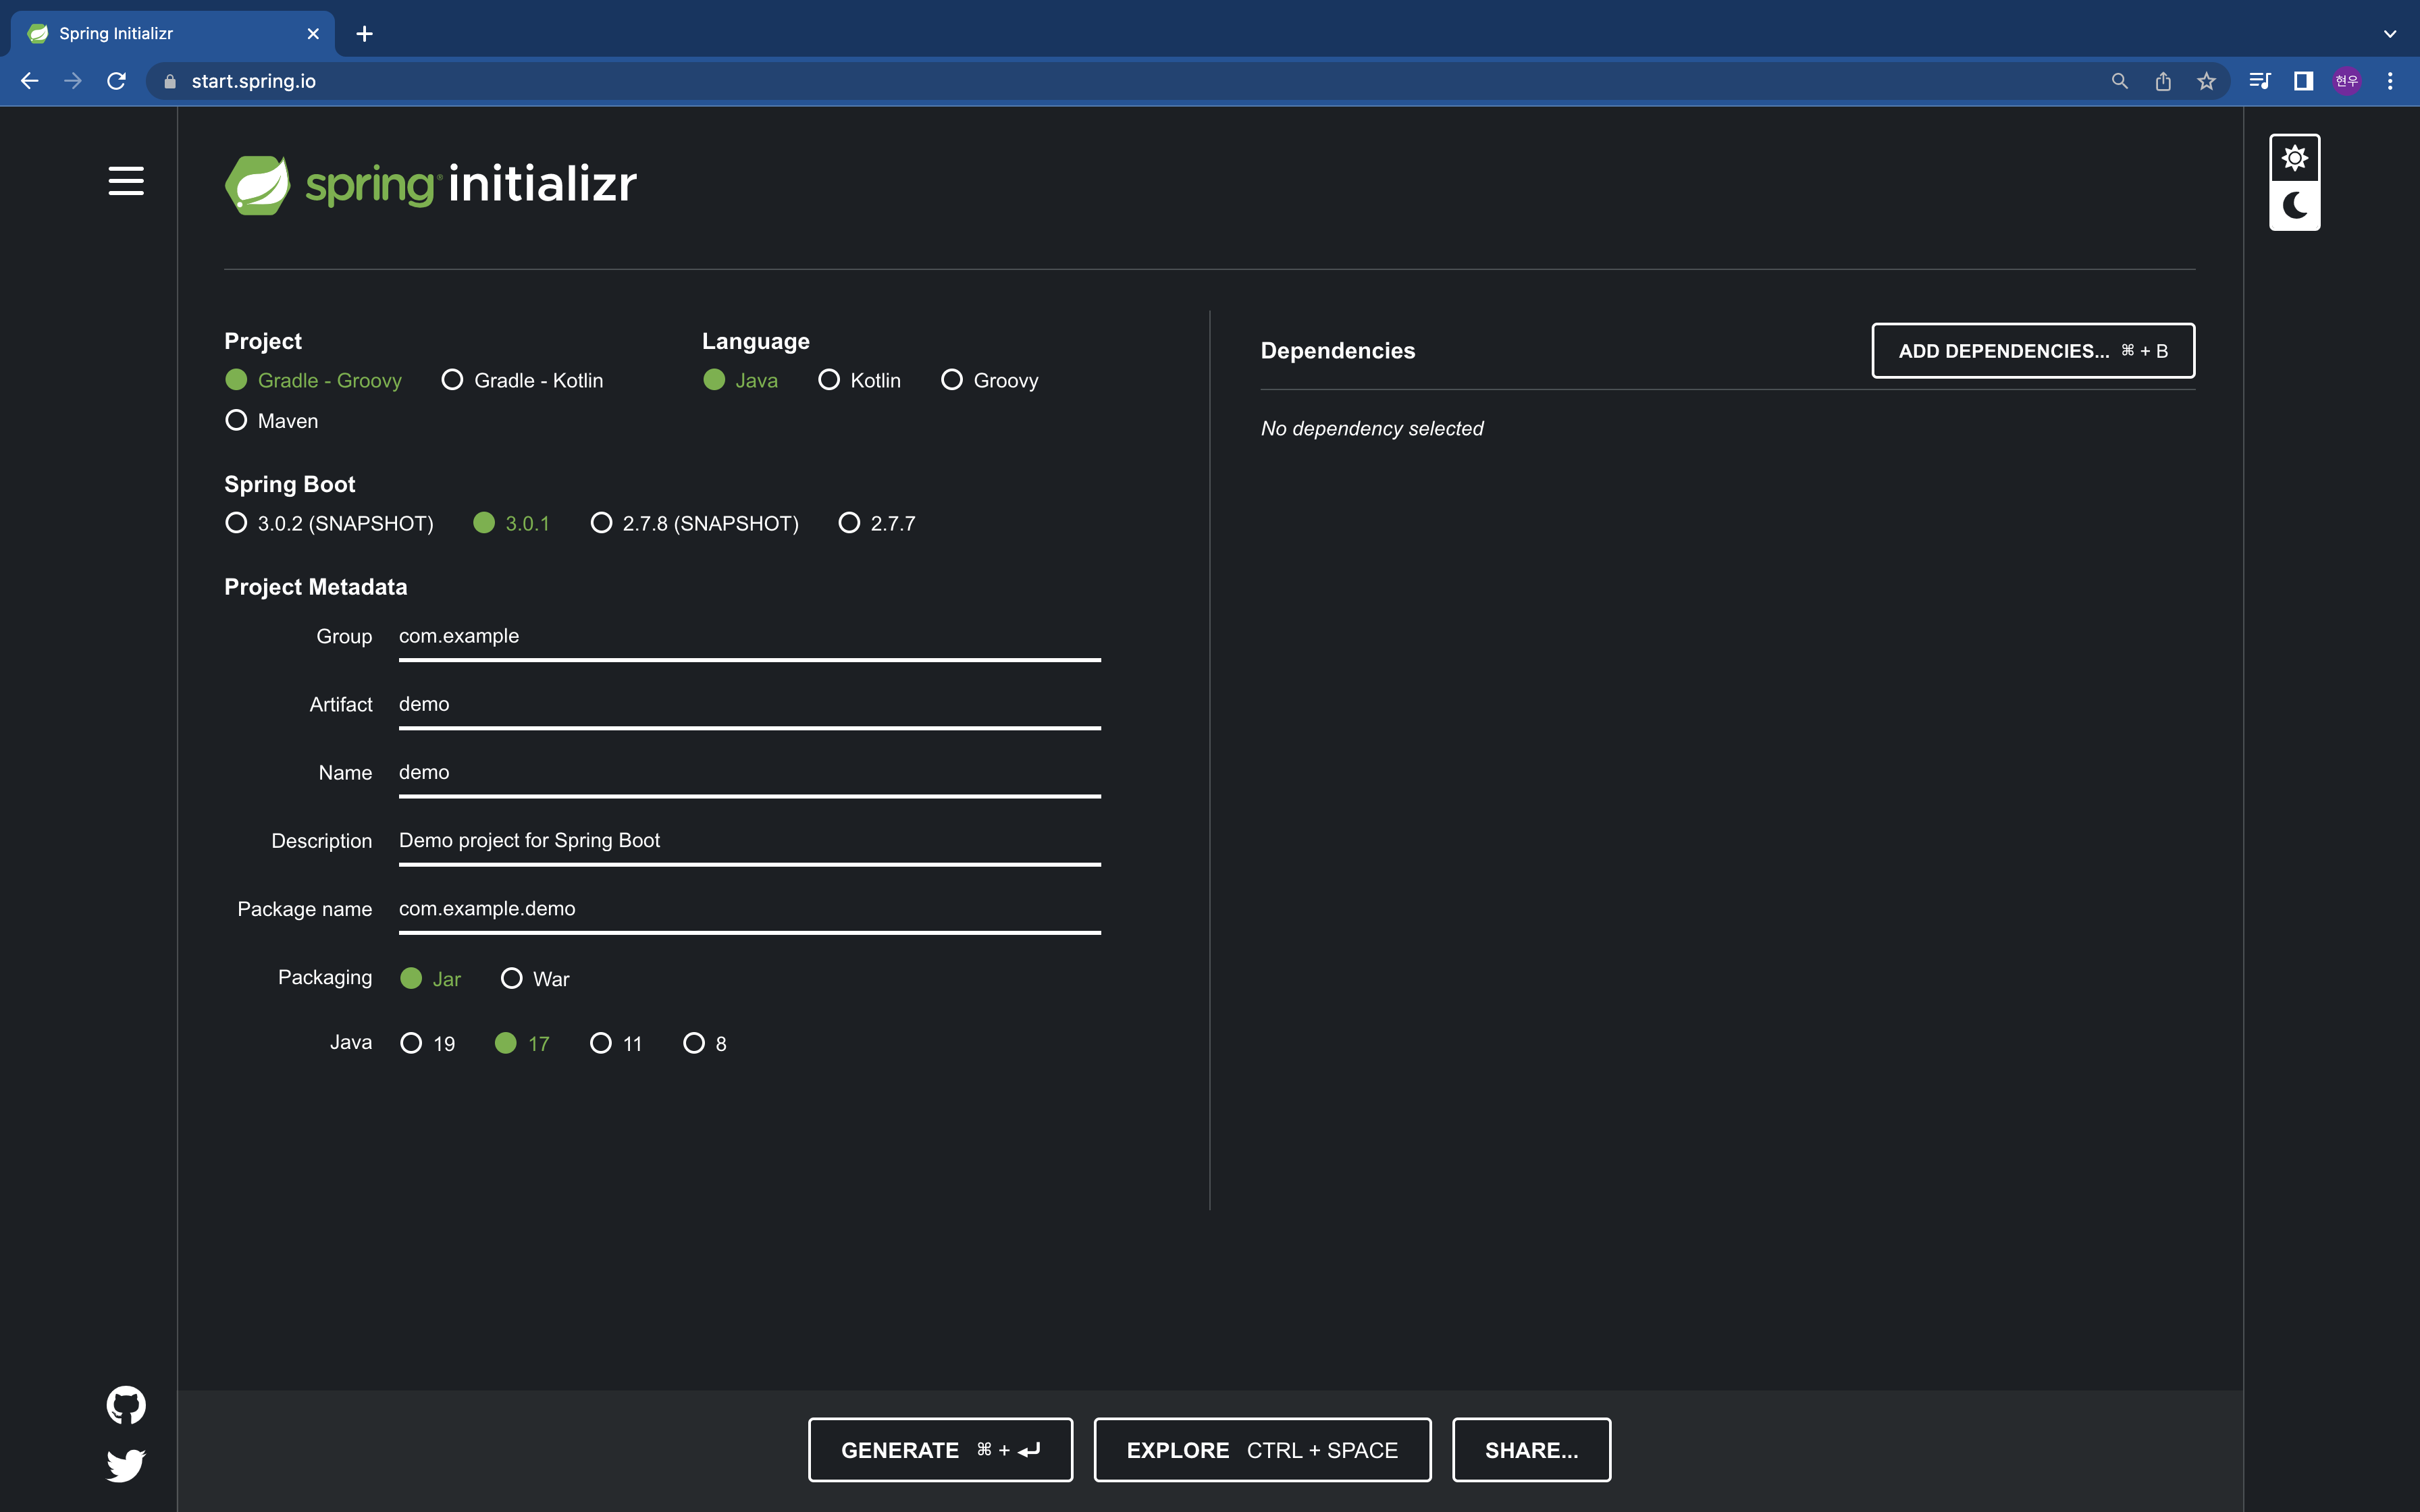 Spring Initializr
start.spring.io
현우
spring initializr
Project
Gradle - Groovy Gradle - Kotlin
Maven
Language
Java Kotlin Groovy
Spring Boot
3.0.2 (SNAPSHOT) 3.0.1 2.7.8 (SNAPSHOT) 2.7.7
Project Metadata
Group com.example
Artifact demo
Name demo
Description Demo project for Spring Boot
Package name com.example.demo
Packaging Jar War
Java 19 17 11 8
Dependencies
ADD DEPENDENCIES... ⌘ + B
No dependency selected
GENERATE ⌘ + ⏎
EXPLORE CTRL + SPACE
SHARE...